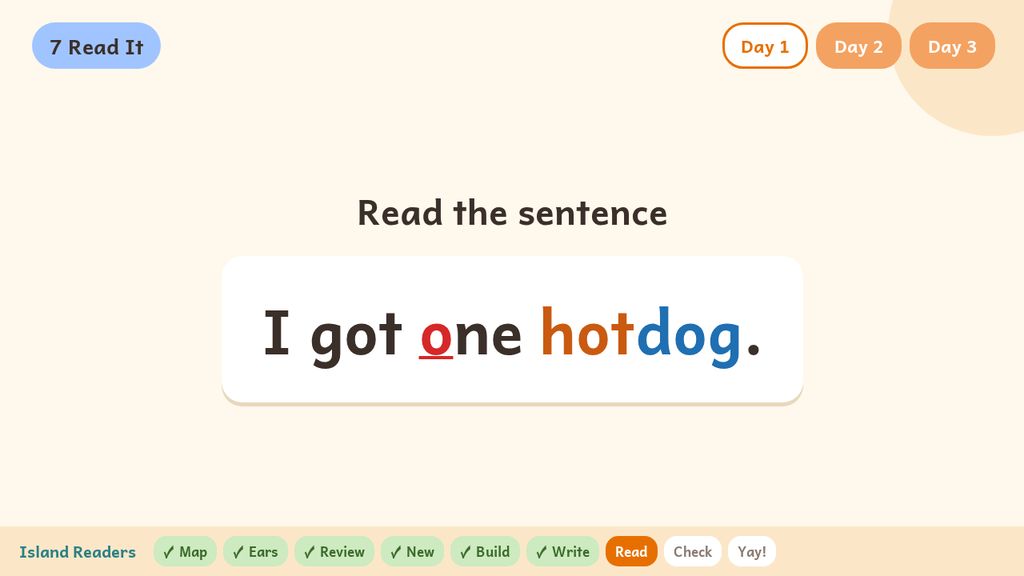 7 Read It
Day 1 Day 2 Day 3
Read the sentence
I got one hotdog.
Island Readers ✓ Map ✓ Ears ✓ Review ✓ New ✓ Build ✓ Write Read Check Yay!